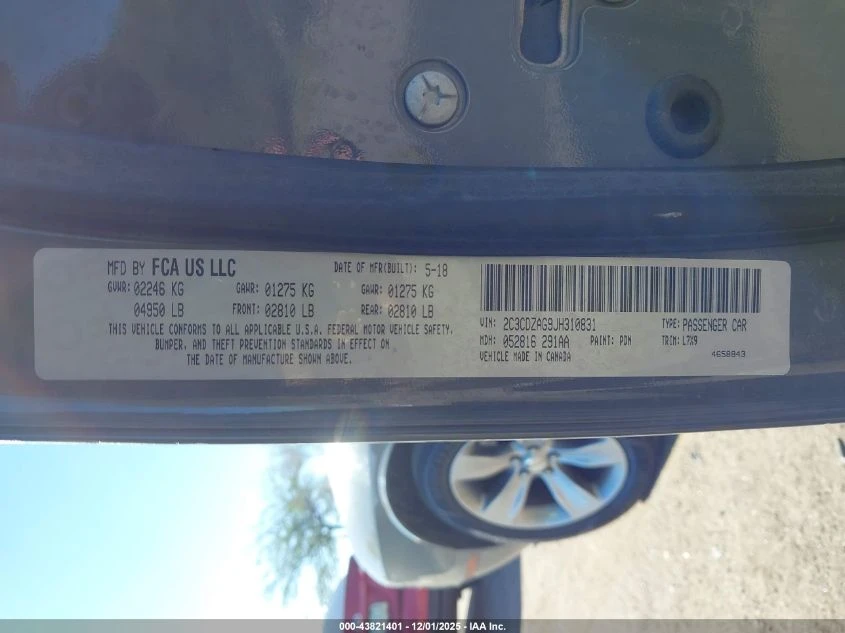 MFD BY FCA US LLC DATE OF MFR(BUILT): 5-18
GVWR: 02246 KG GAWR: 01275 KG GAWR: 01275 KG
04950 LB FRONT: 02810 LB REAR: 02810 LB
THIS VEHICLE CONFORMS TO ALL APPLICABLE U.S.A. FEDERAL MOTOR VEHICLE SAFETY,
BUMPER, AND THEFT PREVENTION STANDARDS IN EFFECT ON
THE DATE OF MANUFACTURE SHOWN ABOVE.
VIN: 2C3CDZAG9JH310831 TYPE: PASSENGER CAR
MDH: 052816 291AA PAINT: PDN TRIM: L7X9
VEHICLE MADE IN CANADA 4658843
000-43821401 - 12/01/2025 - IAA Inc.